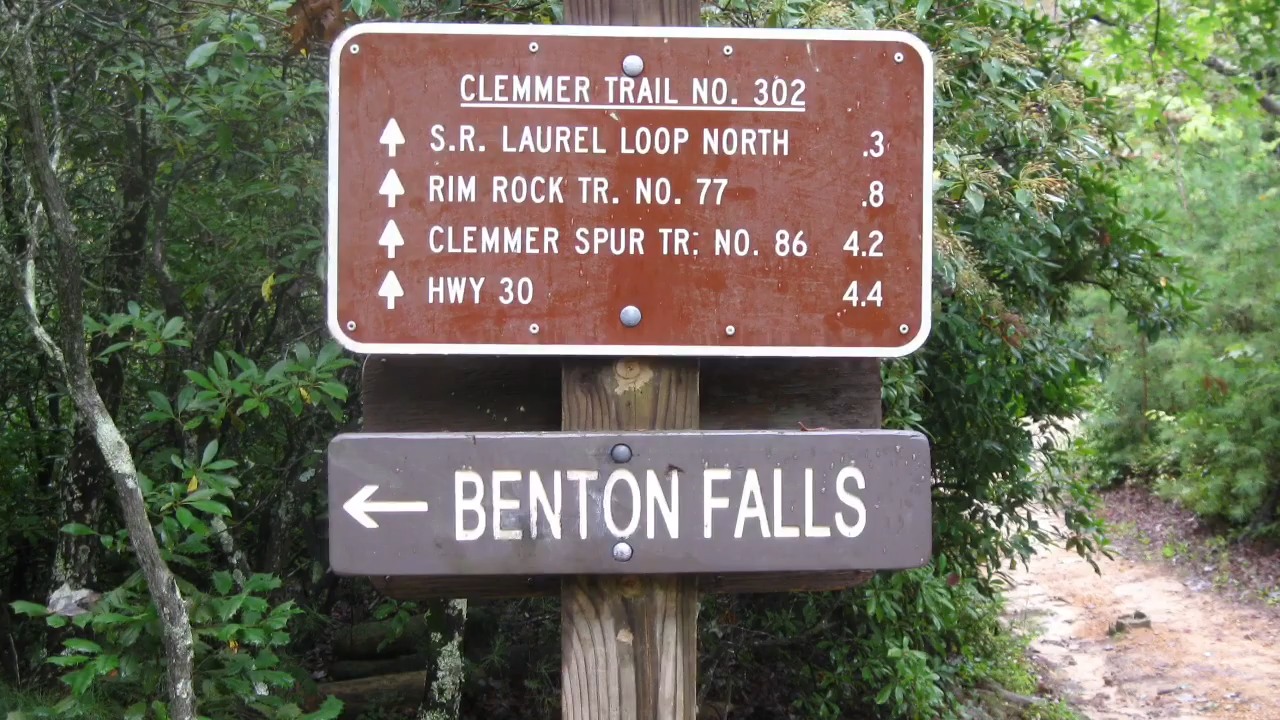 CLEMMER TRAIL NO. 302
S.R. LAUREL LOOP NORTH .3
RIM ROCK TR. NO. 77 .8
CLEMMER SPUR TR. NO. 86 4.2
HWY 30 4.4
BENTON FALLS